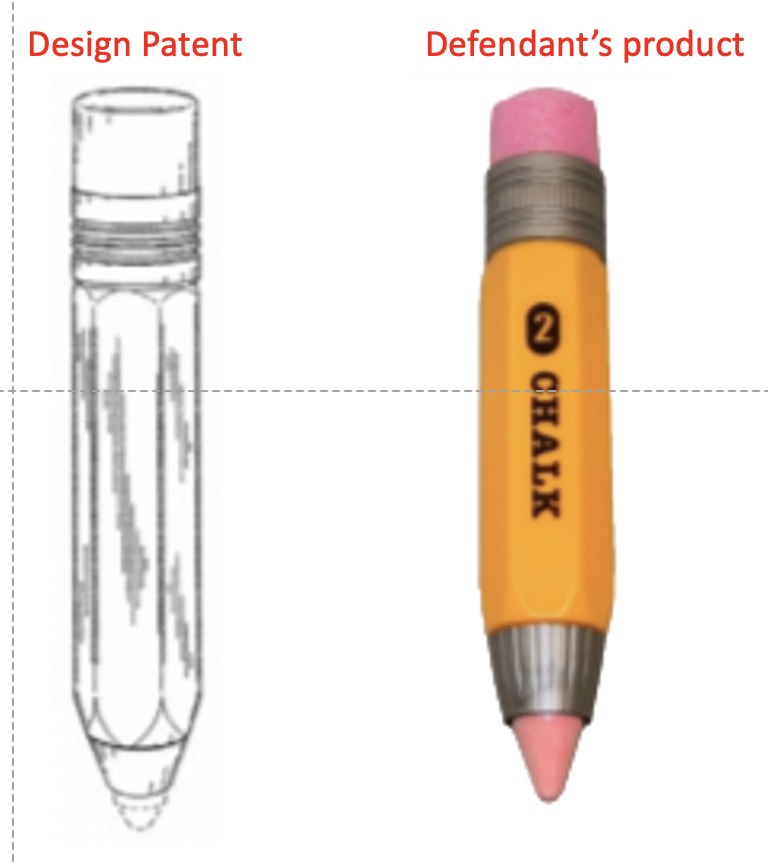 Design Patent
Defendant’s product
2 CHALK